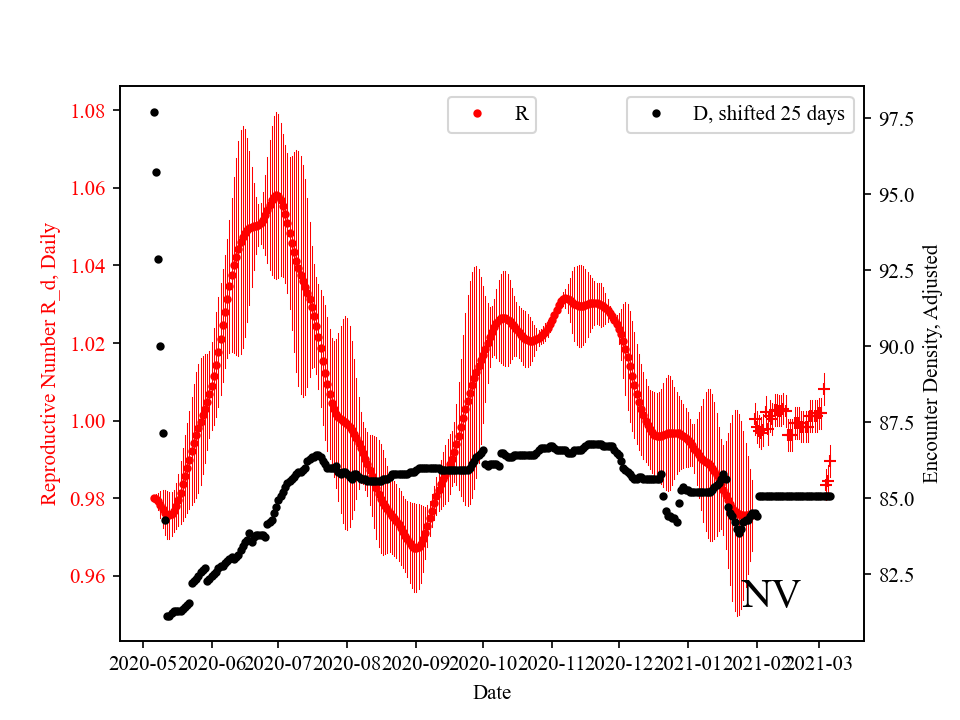 R
D, shifted 25 days
1.08
1.06
1.04
1.02
1.00
0.98
0.96
Reproductive Number R_d, Daily
97.5
95.0
92.5
90.0
87.5
85.0
82.5
Encounter Density, Adjusted
NV
2020-05 2020-06 2020-07 2020-08 2020-09 2020-10 2020-11 2020-12 2021-01 2021-02 2021-03
Date